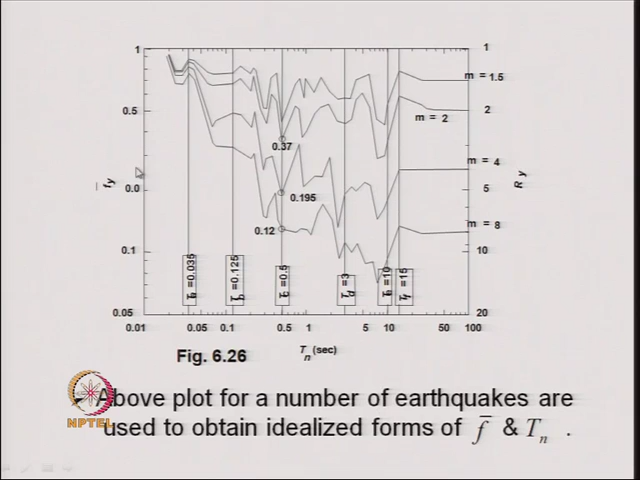 1
1
m = 1.5
0.5
2
m = 2
0.37
m = 4
f̄y
0.0
0.195
5
R y
0.12
m = 8
0.1
10
Ta =0.035
Tb =0.125
Tc =0.5
Td =3
Te =10
Tf =15
0.05
20
0.01
0.05
0.1
0.5
1
5
10
50
100
Fig. 6.26
Tn (sec)
Above plot for a number of earthquakes are
used to obtain idealized forms of f̄ & Tn .
NPTEL